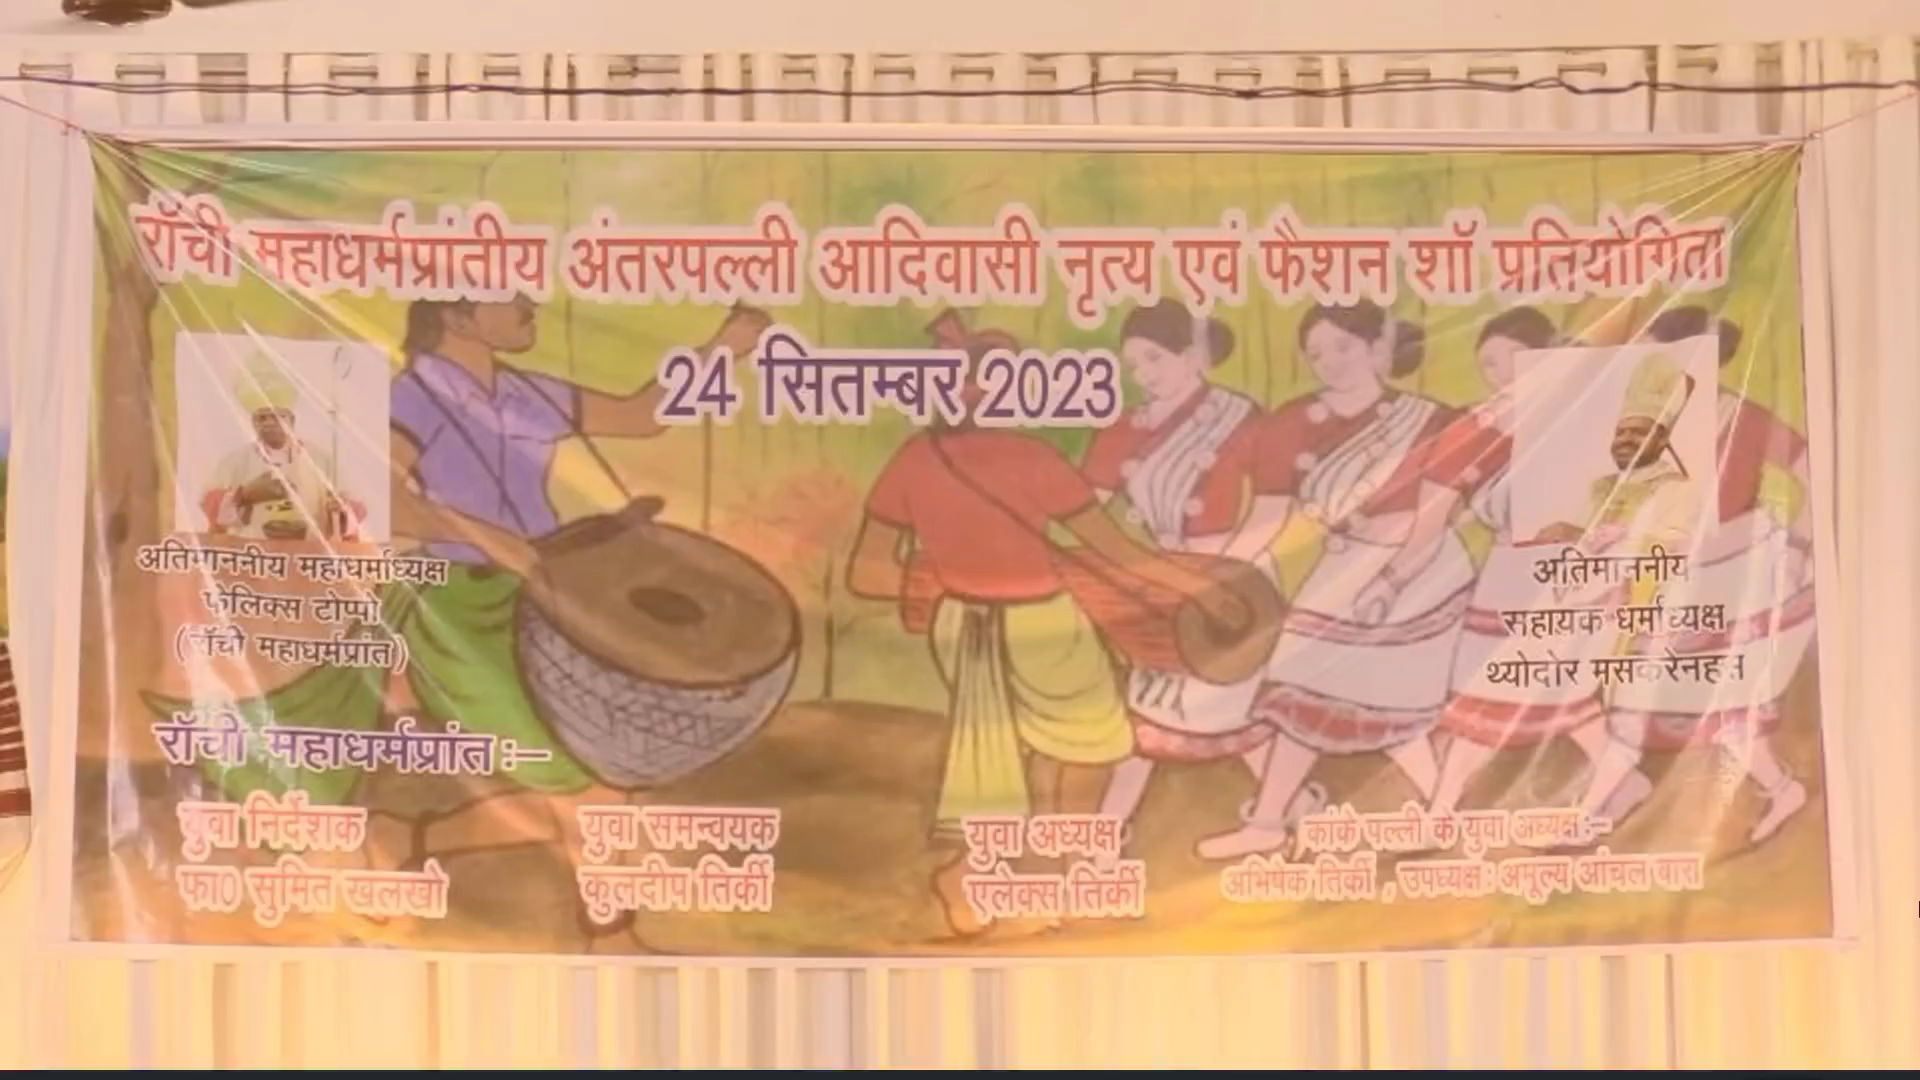 राँची महाधर्मप्रांतीय अंतरपल्ली आदिवासी नृत्य एवं फैशन शॉ प्रतियोगिता
24 सितम्बर 2023
अतिमाननीय महाधर्माध्यक्ष
फेलिक्स टोप्पो
(राँची महाधर्मप्रांत)
अतिमाननीय
सहायक धर्माध्यक्ष
थ्योदोर मसकरेनहस
राँची महाधर्मप्रांत :–
युवा निर्देशक
फा0 सुमित खलखो
युवा समन्वयक
कुलदीप तिर्की
युवा अध्यक्ष
एलेक्स तिर्की
कांके पल्ली के युवा अध्यक्ष :–
अभिषेक तिर्की , उपघ्यक्ष : अमूल्य आंचल बारा